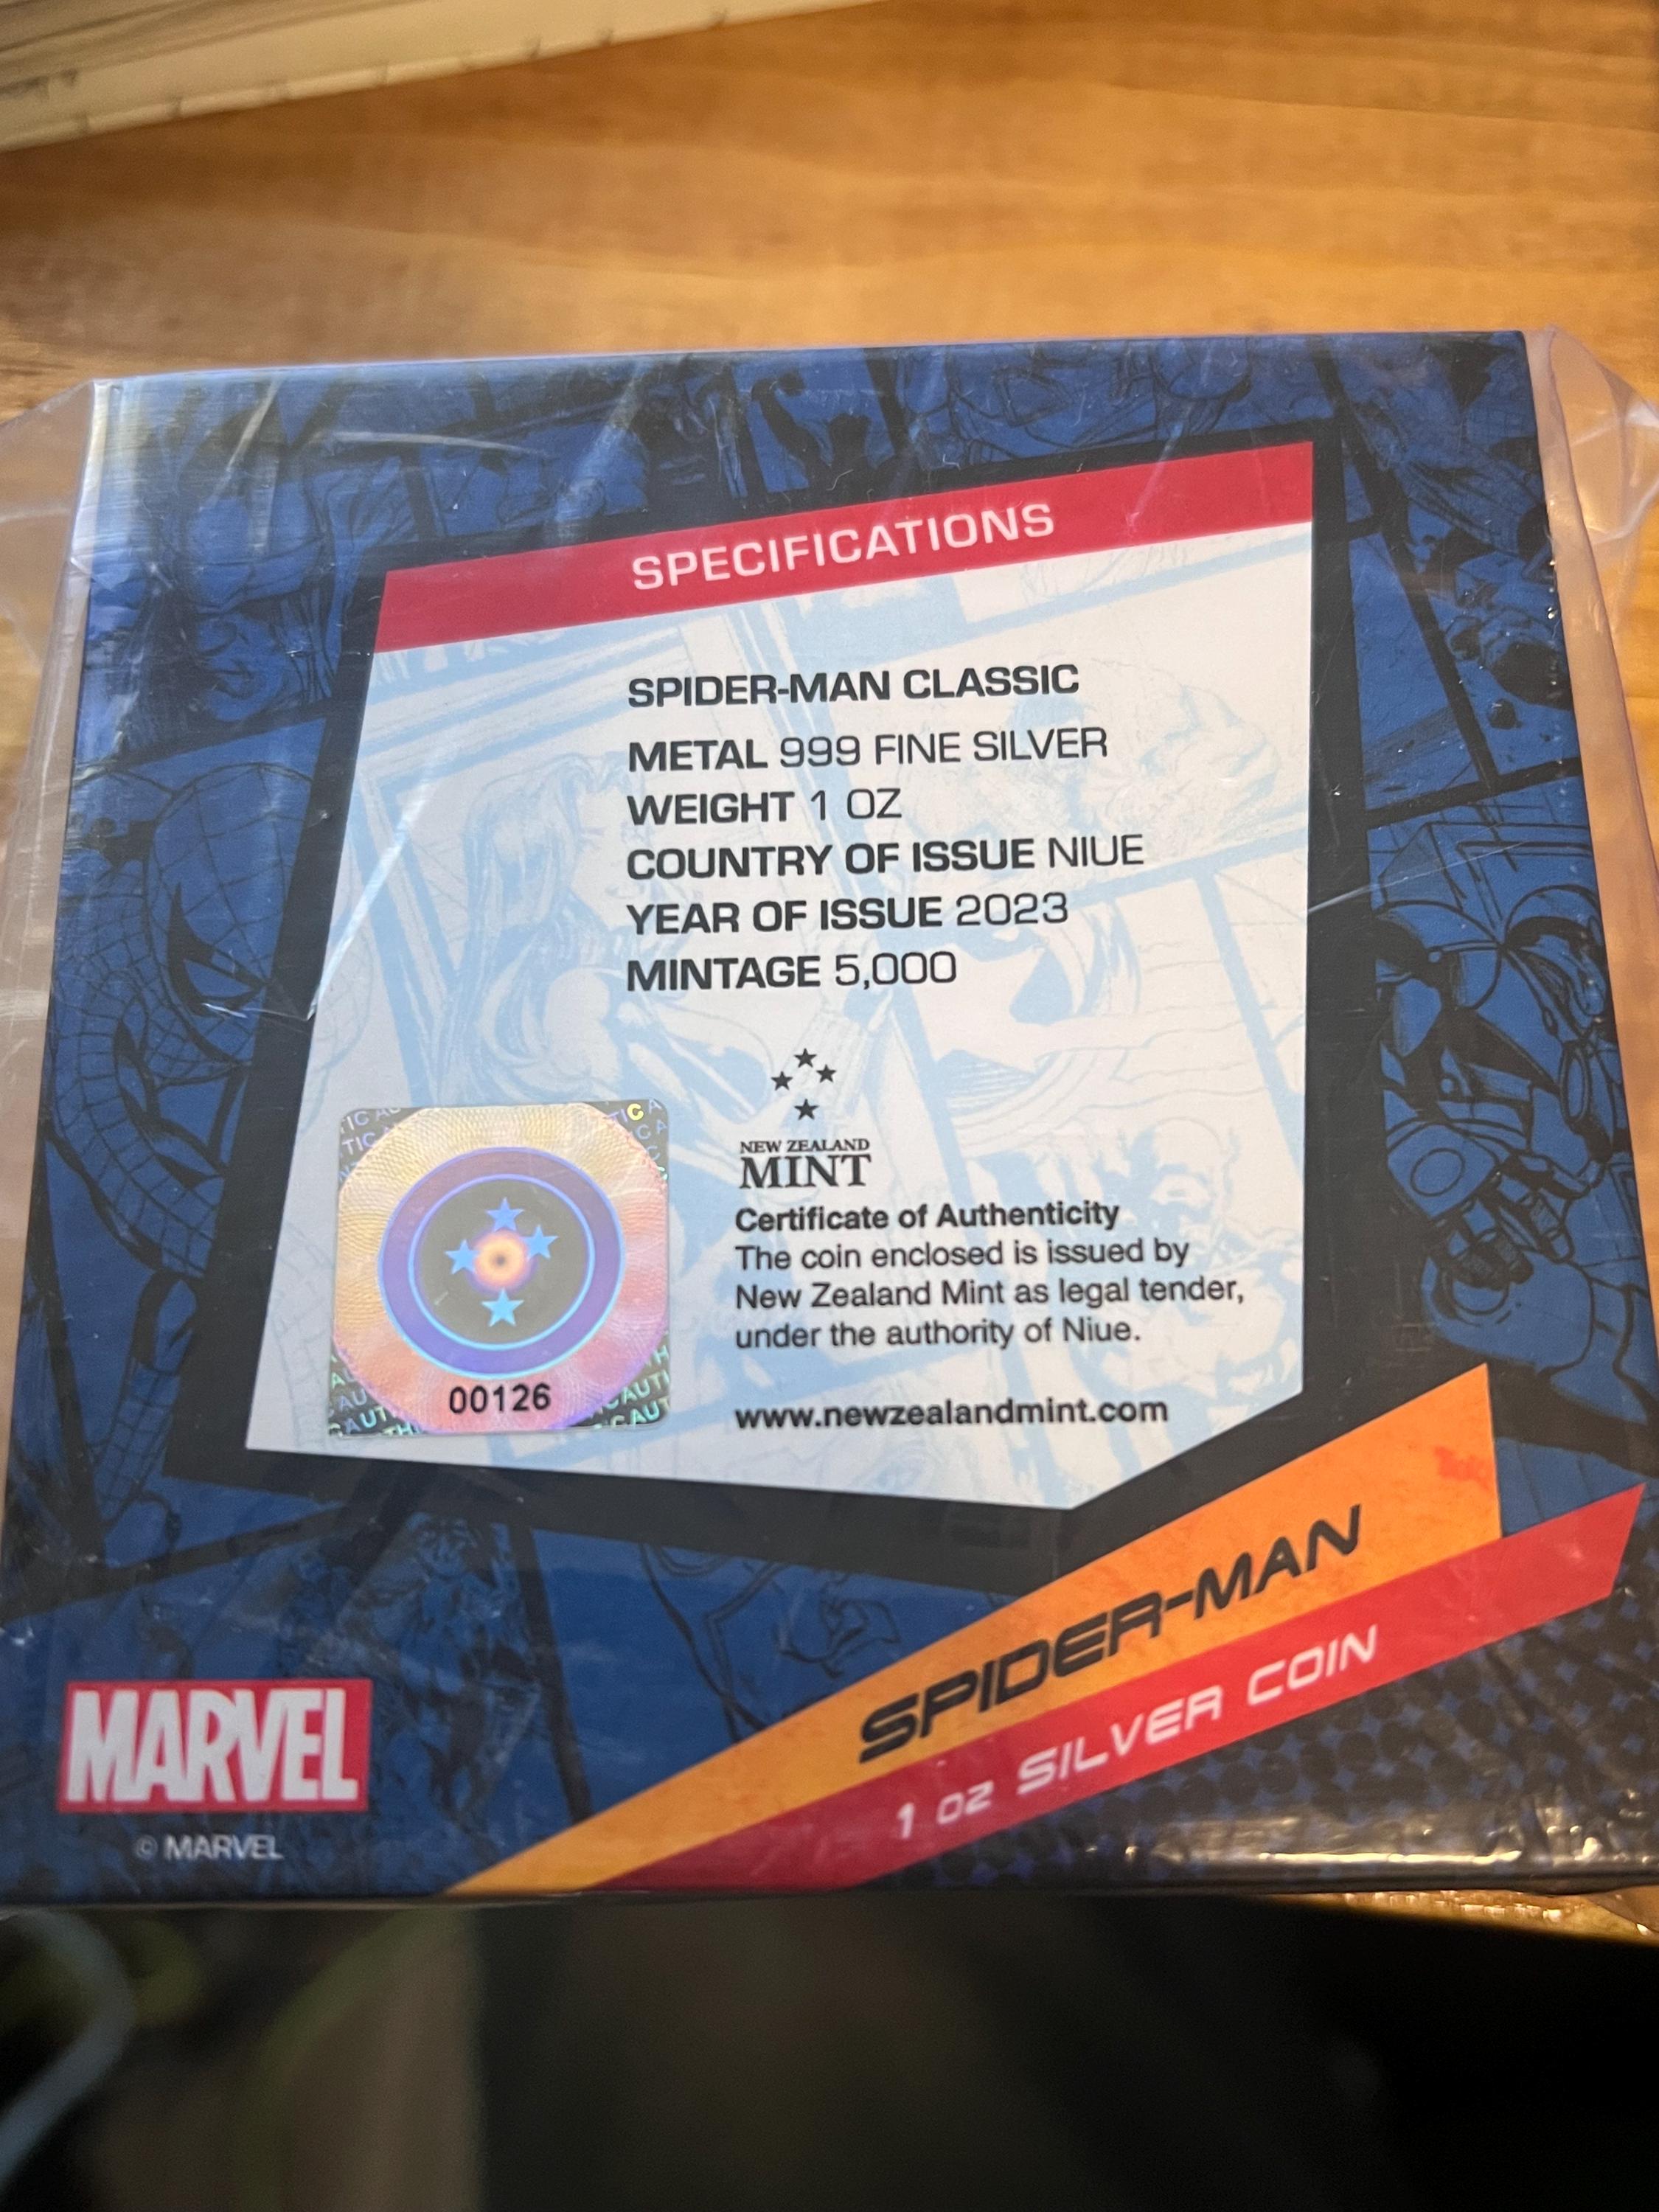 SPECIFICATIONS
SPIDER-MAN CLASSIC
METAL 999 FINE SILVER
WEIGHT 1 OZ
COUNTRY OF ISSUE NIUE
YEAR OF ISSUE 2023
MINTAGE 5,000
NEW ZEALAND
MINT
Certificate of Authenticity
The coin enclosed is issued by
New Zealand Mint as legal tender,
under the authority of Niue.
www.newzealandmint.com
00126
SPIDER-MAN
1 oz SILVER COIN
MARVEL
© MARVEL